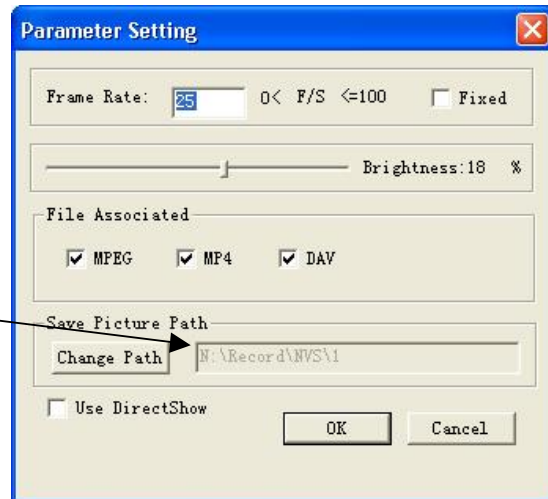 Parameter Setting
Frame Rate: 25 0< F/S <=100 Fixed
Brightness:18 %
File Associated
MPEG MP4 DAV
Save Picture Path
Change Path N:\Record\NVS\1
Use DirectShow
OK Cancel